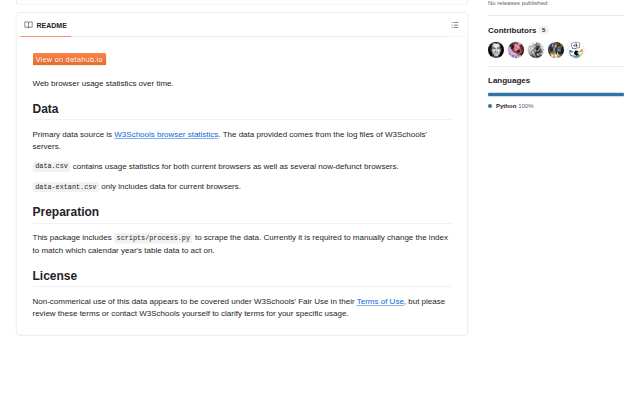 No releases published
README
View on datahub.io
Contributors 5
Web browser usage statistics over time.
Languages
Data
Python 100%
Primary data source is W3Schools browser statistics. The data provided comes from the log files of W3Schools'
servers.
data.csv contains usage statistics for both current browsers as well as several now-defunct browsers.
data-extant.csv only includes data for current browsers.
Preparation
This package includes scripts/process.py to scrape the data. Currently it is required to manually change the index
to match which calendar year's table data to act on.
License
Non-commerical use of this data appears to be covered under W3Schools' Fair Use in their Terms of Use, but please
review these terms or contact W3Schools yourself to clarify terms for your specific usage.